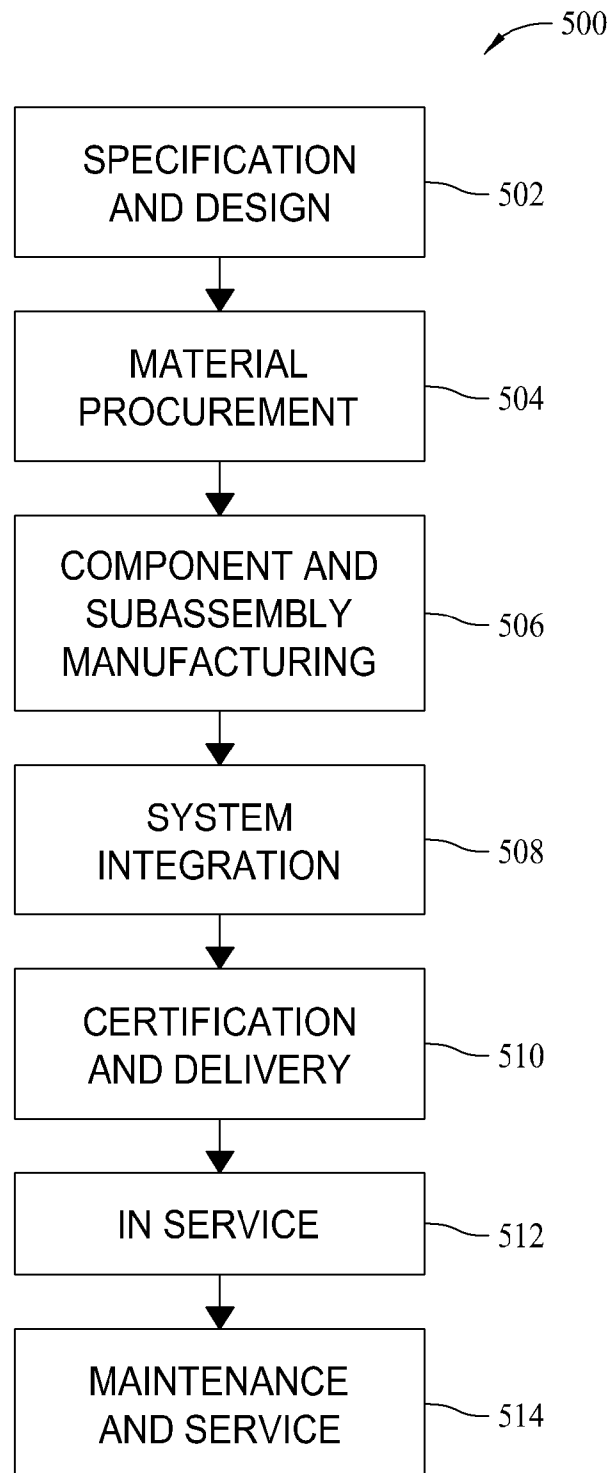 500
SPECIFICATION
AND DESIGN
502
MATERIAL
PROCUREMENT
504
COMPONENT AND
SUBASSEMBLY
MANUFACTURING
506
SYSTEM
INTEGRATION
508
CERTIFICATION
AND DELIVERY
510
IN SERVICE
512
MAINTENANCE
AND SERVICE
514